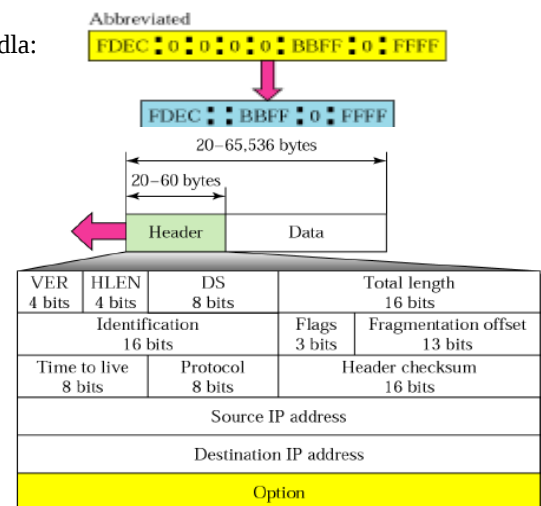 Abbreviated
dla:
FDEC : 0 : 0 : 0 : 0 : BBFF : 0 : FFFF
FDEC : : BBFF : 0 : FFFF
20–65,536 bytes
20–60 bytes
Header Data
VER HLEN DS Total length
4 bits 4 bits 8 bits 16 bits
Identification Flags Fragmentation offset
16 bits 3 bits 13 bits
Time to live Protocol Header checksum
8 bits 8 bits 16 bits
Source IP address
Destination IP address
Option